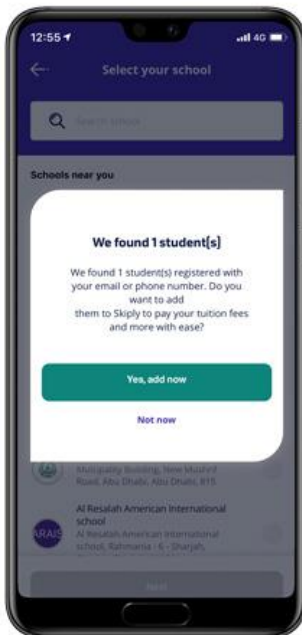 12:55
4G
Select your school
Search school
Schools near you
We found 1 student(s)
We found 1 student(s) registered with
your email or phone number. Do you
want to add
them to Skiply to pay your tuition fees
and more with ease?
Yes, add now
Not now
Municipality Building, New Mushrif
Road, Abu Dhabi, Abu Dhabi, 815
ARAIS
Al Resalah American International
school
Al Resalah American International
school, Rahmania : 6 - Sharjah,
Next